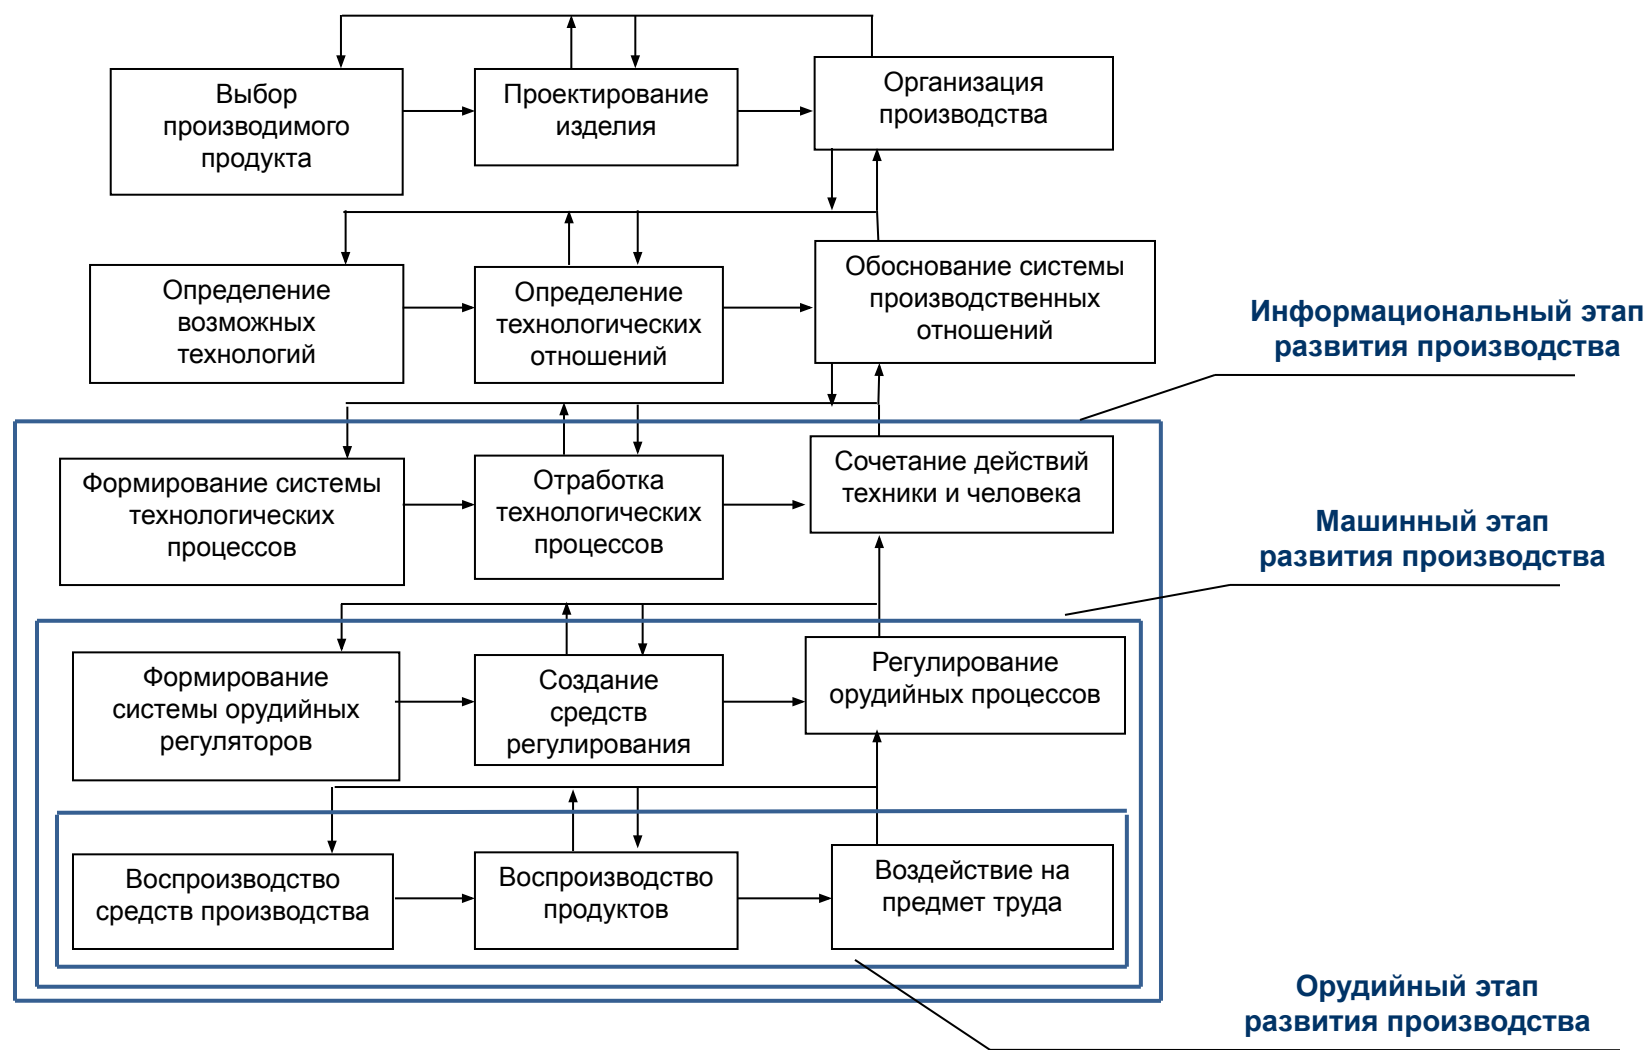 Выбор
производимого
продукта
Проектирование
изделия
Организация
производства
Определение
возможных
технологий
Определение
технологических
отношений
Обоснование системы
производственных
отношений
Информациональный этап
развития производства
Формирование системы
технологических
процессов
Отработка
технологических
процессов
Сочетание действий
техники и человека
Машинный этап
развития производства
Формирование
системы орудийных
регуляторов
Создание
средств
регулирования
Регулирование
орудийных процессов
Воспроизводство
средств производства
Воспроизводство
продуктов
Воздействие на
предмет труда
Орудийный этап
развития производства